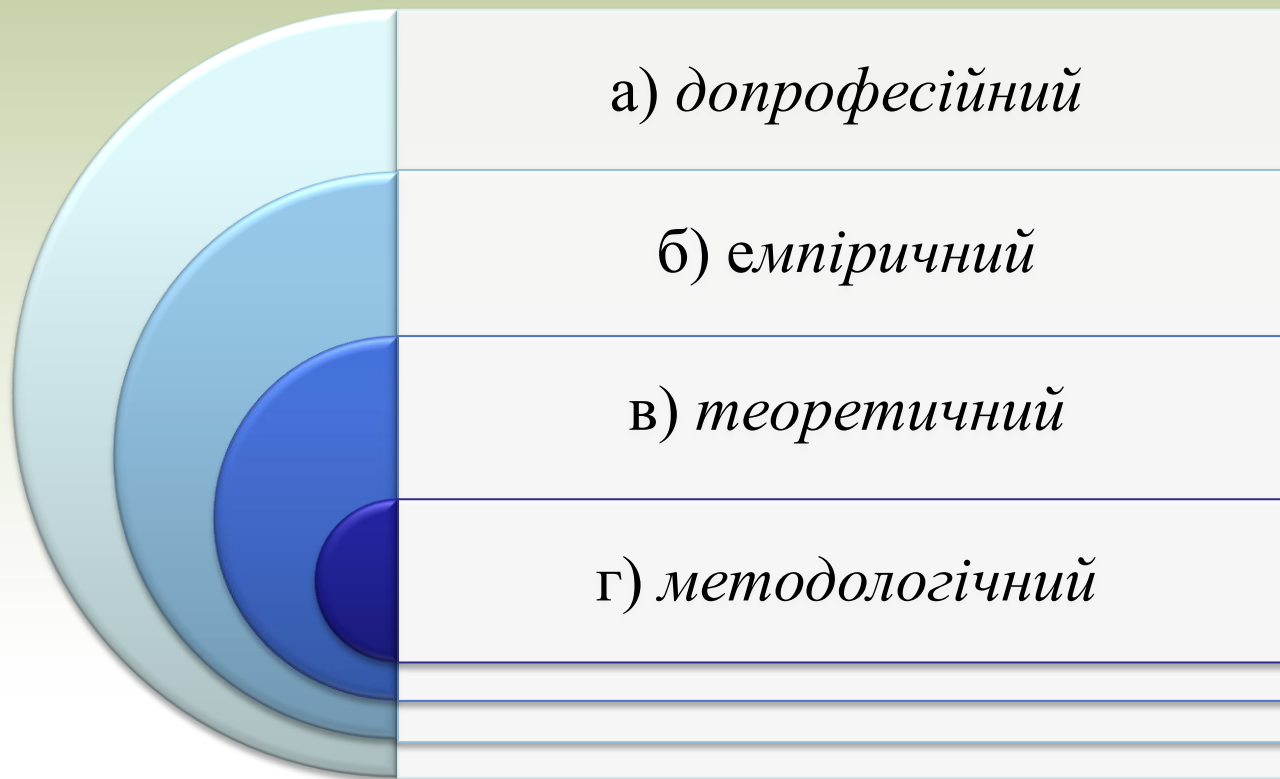 а) допрофесійний
б) емпіричний
в) теоретичний
г) методологічний